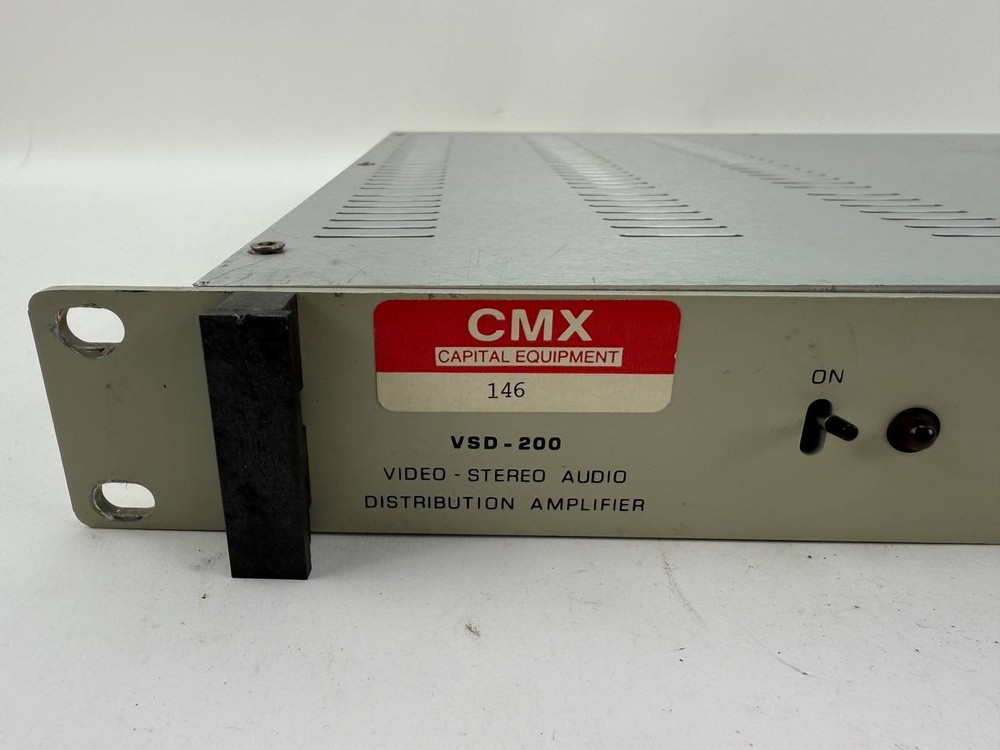 CMX
CAPITAL EQUIPMENT
146
VSD-200
VIDEO - STEREO AUDIO
DISTRIBUTION AMPLIFIER
ON